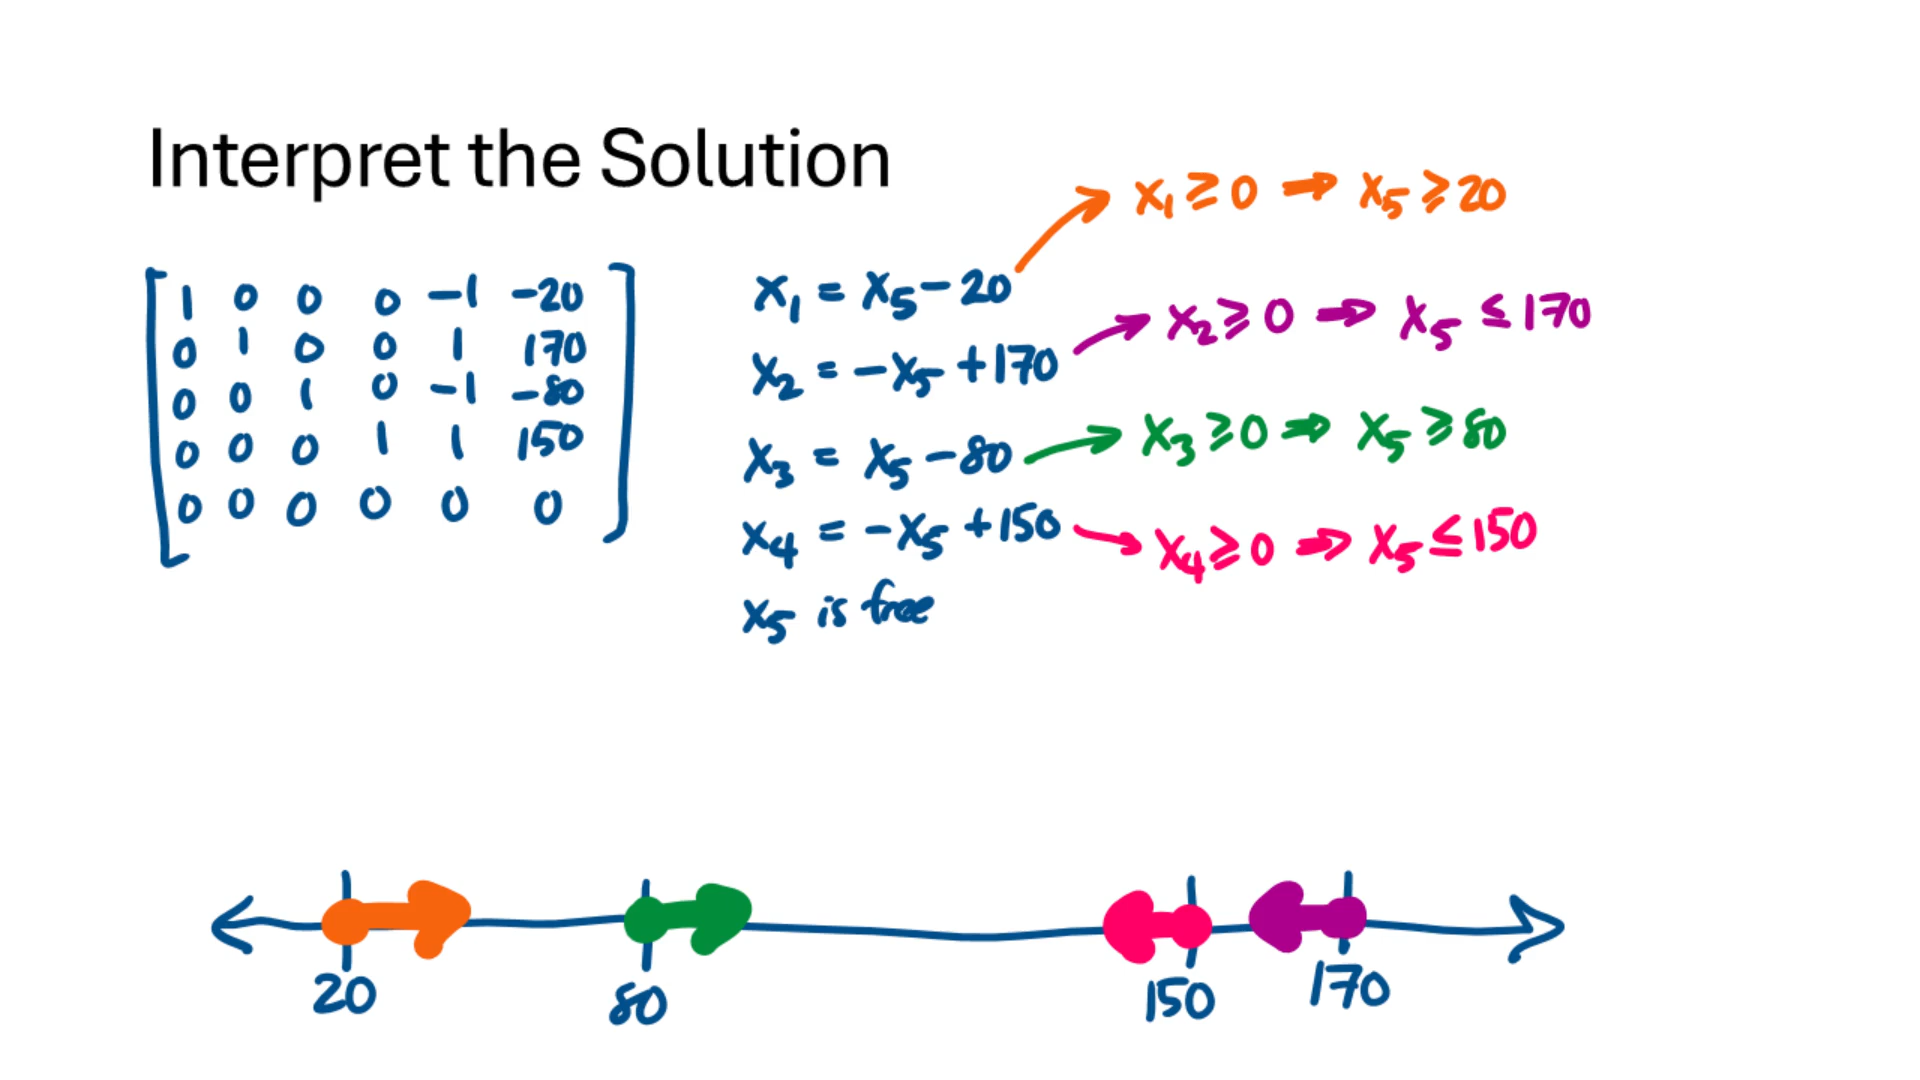 Interpret the Solution
1 0 0 0 -1 -20
0 1 0 0 1 170
0 0 1 0 -1 -80
0 0 0 1 1 150
0 0 0 0 0 0
x₁ = x₅ - 20
x₂ = -x₅ + 170
x₃ = x₅ - 80
x₄ = -x₅ + 150
x₅ is free
x₁ ≥ 0 → x₅ ≥ 20
x₂ ≥ 0 → x₅ ≤ 170
x₃ ≥ 0 → x₅ ≥ 80
x₄ ≥ 0 → x₅ ≤ 150
20 80 150 170